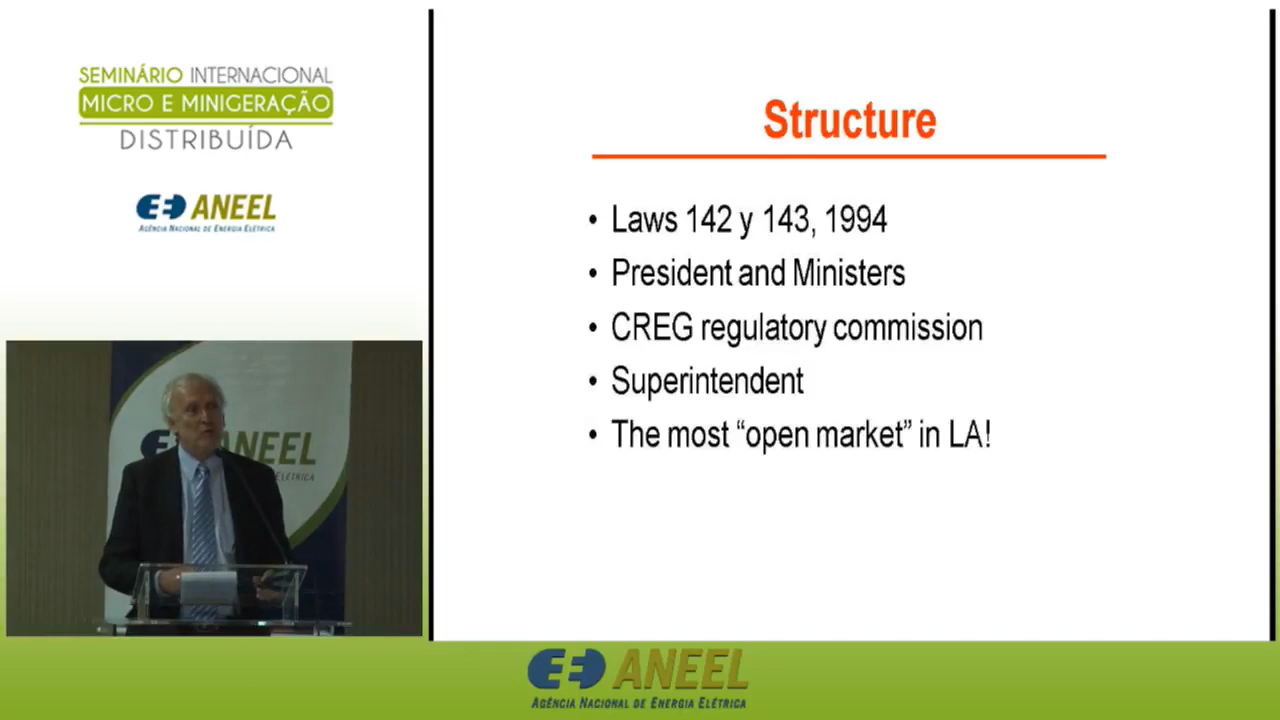 SEMINÁRIO INTERNACIONAL
MICRO E MINIGERAÇÃO
DISTRIBUÍDA
ANEEL
AGÊNCIA NACIONAL DE ENERGIA ELÉTRICA
Structure
• Laws 142 y 143, 1994
• President and Ministers
• CREG regulatory commission
• Superintendent
• The most “open market” in LA!
ANEEL
ELÉTRICA
ANEEL
AGÊNCIA NACIONAL DE ENERGIA ELÉTRICA